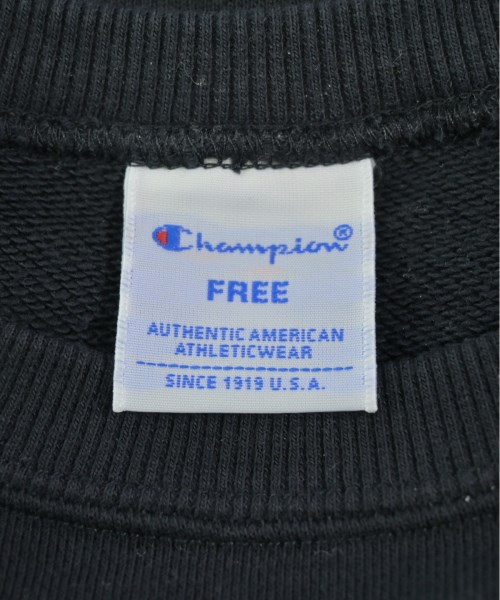 Champion®
FREE
AUTHENTIC AMERICAN
ATHLETICWEAR
SINCE 1919 U.S.A.